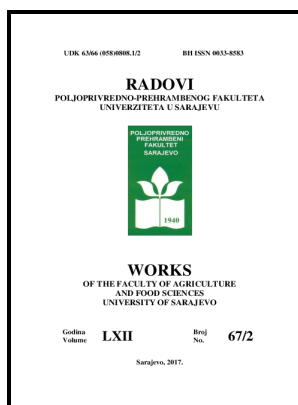 UDK 63/66 (058)0808.1/2 BH ISSN 0033-8583
RADOVI
POLJOPRIVREDNO-PREHRAMBENOG FAKULTETA
UNIVERZITETA U SARAJEVU
POLJOPRIVREDNO
PREHRAMBENI
FAKULTET
SARAJEVO
1940
WORKS
OF THE FACULTY OF AGRICULTURE
AND FOOD SCIENCES
UNIVERSITY OF SARAJEVO
Godina Broj
Volume LXII No. 67/2
Sarajevo, 2017.